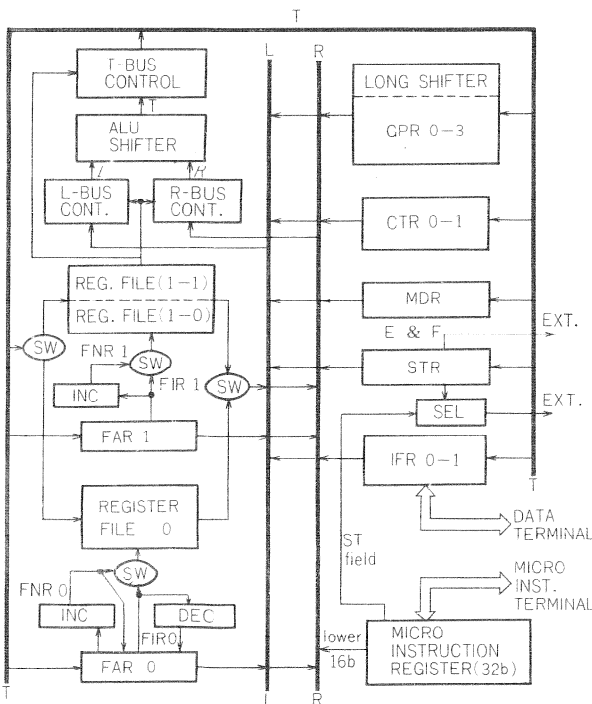 T
L
R
T-BUS
CONTROL
LONG SHIFTER
GPR 0-3
T
ALU
SHIFTER
L
R
L-BUS
CONT.
R-BUS
CONT.
CTR 0-1
REG. FILE(1-1)
REG. FILE(1-0)
MDR
E & F
EXT.
SW
FNR 1
SW
STR
SW
INC
FIR 1
SEL
EXT.
FAR 1
IFR 0-1
T
REGISTER
FILE 0
DATA
TERMINAL
ST
field
SW
FNR 0
MICRO
INST.
TERMINAL
INC
DEC
FIR0
lower
16b
MICRO
INSTRUCTION
REGISTER(32b)
FAR 0
T
L
R